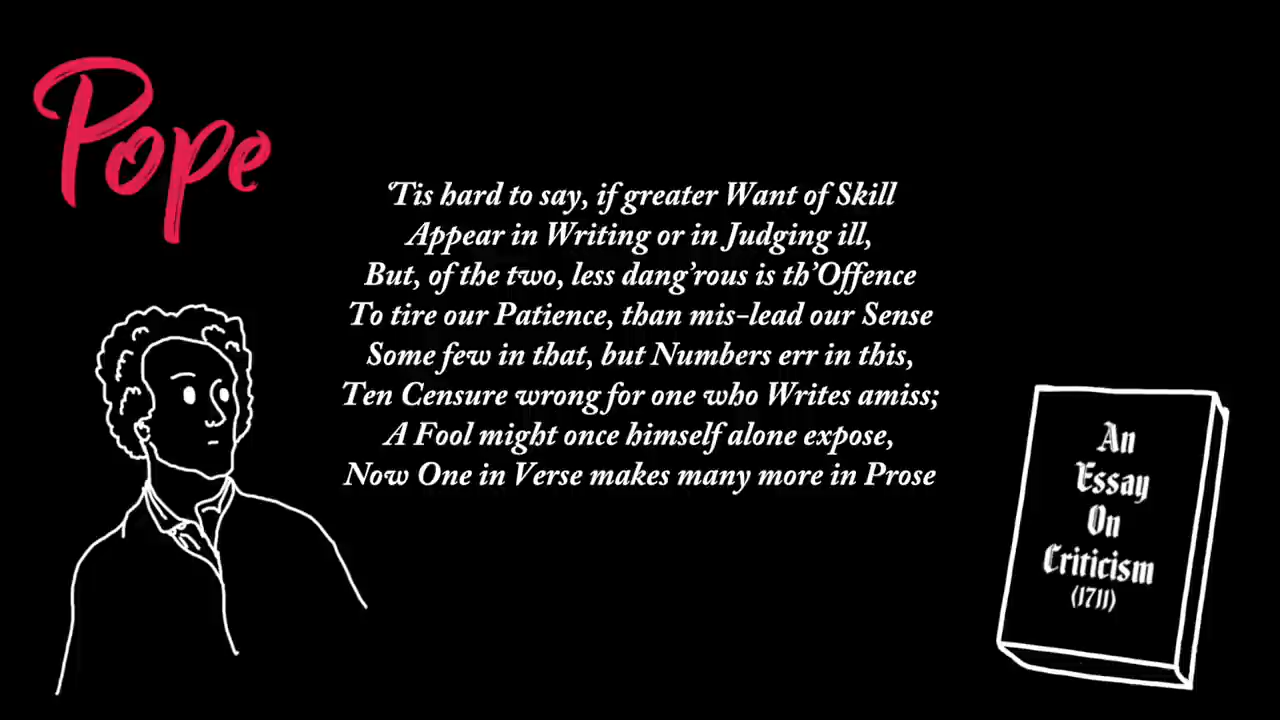 Pope
'Tis hard to say, if greater Want of Skill
Appear in Writing or in Judging ill,
But, of the two, less dang'rous is th'Offence
To tire our Patience, than mis-lead our Sense
Some few in that, but Numbers err in this,
Ten Censure wrong for one who Writes amiss;
A Fool might once himself alone expose,
Now One in Verse makes many more in Prose
An
Essay
On
Criticism
(1711)